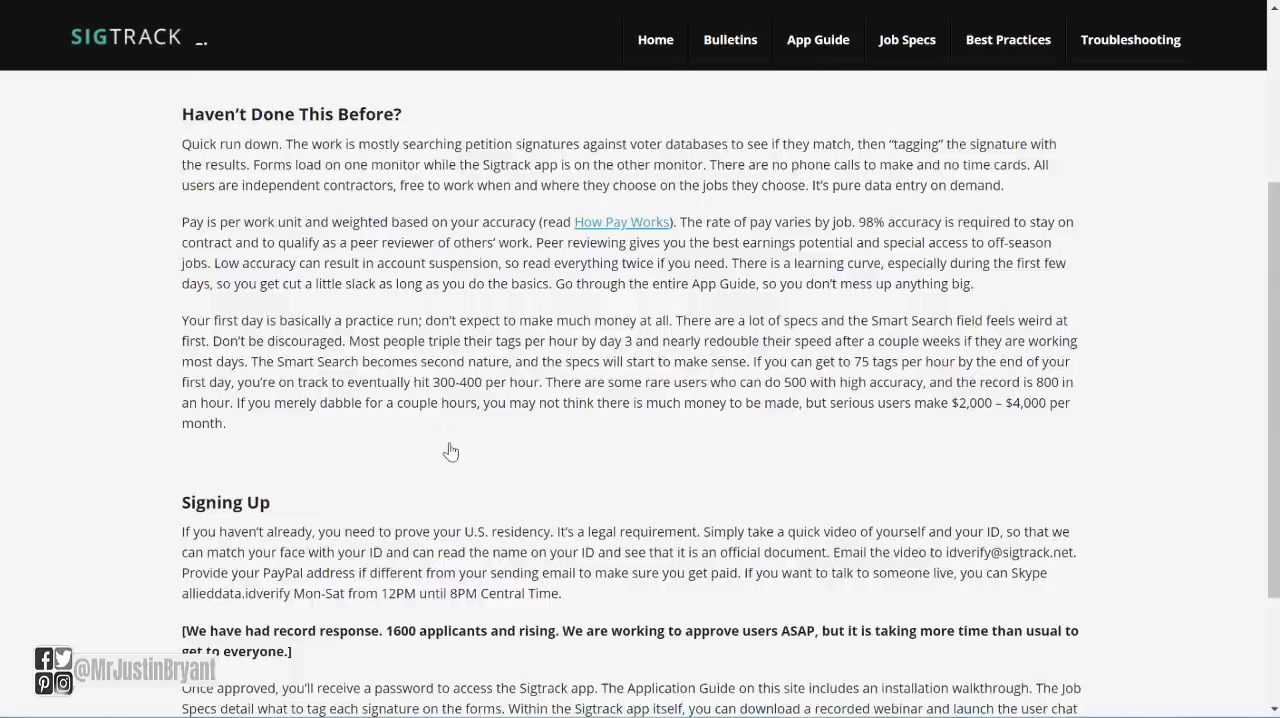 SIGTRACK
Home
Bulletins
App Guide
Job Specs
Best Practices
Troubleshooting
Haven't Done This Before?
Quick run down. The work is mostly searching petition signatures against voter databases to see if they match, then “tagging” the signature with
the results. Forms load on one monitor while the Sigtrack app is on the other monitor. There are no phone calls to make and no time cards. All
users are independent contractors, free to work when and where they choose on the jobs they choose. It's pure data entry on demand.
Pay is per work unit and weighted based on your accuracy (read How Pay Works). The rate of pay varies by job. 98% accuracy is required to stay on
contract and to qualify as a peer reviewer of others' work. Peer reviewing gives you the best earnings potential and special access to off-season
jobs. Low accuracy can result in account suspension, so read everything twice if you need. There is a learning curve, especially during the first few
days, so you get cut a little slack as long as you do the basics. Go through the entire App Guide, so you don't mess up anything big.
Your first day is basically a practice run; don't expect to make much money at all. There are a lot of specs and the Smart Search field feels weird at
first. Don't be discouraged. Most people triple their tags per hour by day 3 and nearly redouble their speed after a couple weeks if they are working
most days. The Smart Search becomes second nature, and the specs will start to make sense. If you can get to 75 tags per hour by the end of your
first day, you're on track to eventually hit 300-400 per hour. There are some rare users who can do 500 with high accuracy, and the record is 800 in
an hour. If you merely dabble for a couple hours, you may not think there is much money to be made, but serious users make $2,000 – $4,000 per
month.
Signing Up
If you haven't already, you need to prove your U.S. residency. It's a legal requirement. Simply take a quick video of yourself and your ID, so that we
can match your face with your ID and can read the name on your ID and see that it is an official document. Email the video to idverify@sigtrack.net.
Provide your PayPal address if different from your sending email to make sure you get paid. If you want to talk to someone live, you can Skype
allieddata.idverify Mon-Sat from 12PM until 8PM Central Time.
[We have had record response. 1600 applicants and rising. We are working to approve users ASAP, but it is taking more time than usual to
get to everyone.]
@MrJustinBryant
Once approved, you'll receive a password to access the Sigtrack app. The Application Guide on this site includes an installation walkthrough. The Job
Specs detail what to tag each signature on the forms. Within the Sigtrack app itself, you can download a recorded webinar and launch the user chat